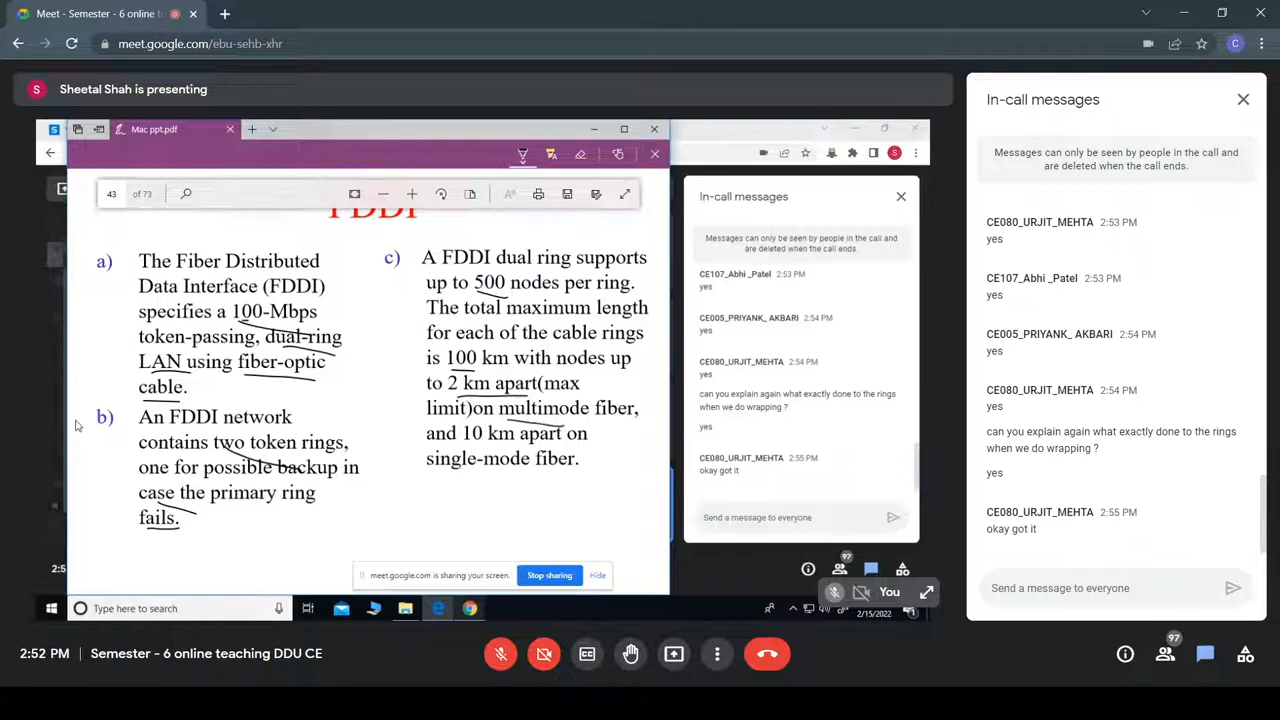 Meet - Semester - 6 online t
meet.google.com/ebu-sehb-xhr
C
S
Sheetal Shah is presenting
Mac ppt.pdf
S
43 of 73
FDDI
a) The Fiber Distributed
Data Interface (FDDI)
specifies a 100-Mbps
token-passing, dual-ring
LAN using fiber-optic
cable.
b) An FDDI network
contains two token rings,
one for possible backup in
case the primary ring
fails.
c) A FDDI dual ring supports
up to 500 nodes per ring.
The total maximum length
for each of the cable rings
is 100 km with nodes up
to 2 km apart(max
limit)on multimode fiber,
and 10 km apart on
single-mode fiber.
meet.google.com is sharing your screen.
Stop sharing
Hide
2:5
Type here to search
2/15/2022
In-call messages
Messages can only be seen by people in the call and
are deleted when the call ends.
CE107_Abhi _Patel 2:53 PM
yes
CE005_PRIYANK_ AKBARI 2:54 PM
yes
CE080_URJIT_MEHTA 2:54 PM
yes
can you explain again what exactly done to the rings
when we do wrapping ?
yes
CE080_URJIT_MEHTA 2:55 PM
okay got it
Send a message to everyone
97
You
In-call messages
Messages can only be seen by people in the call and
are deleted when the call ends.
CE080_URJIT_MEHTA 2:53 PM
yes
CE107_Abhi _Patel 2:53 PM
yes
CE005_PRIYANK_ AKBARI 2:54 PM
yes
CE080_URJIT_MEHTA 2:54 PM
yes
can you explain again what exactly done to the rings
when we do wrapping ?
yes
CE080_URJIT_MEHTA 2:55 PM
okay got it
Send a message to everyone
2:52 PM Semester - 6 online teaching DDU CE
97